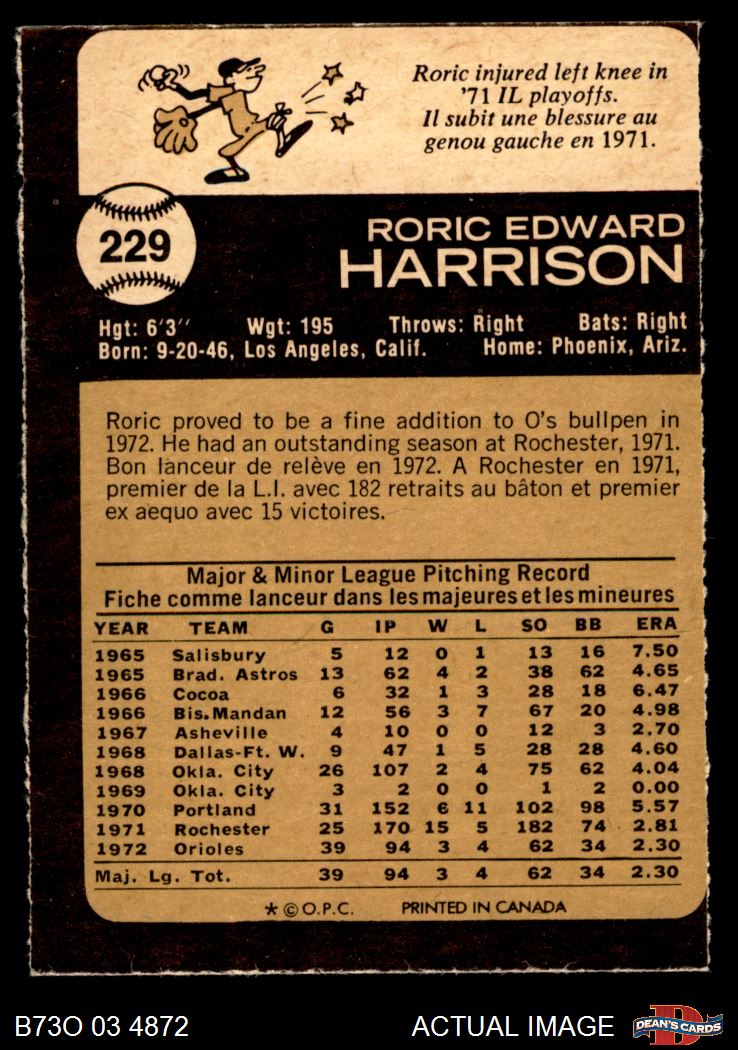 Roric injured left knee in
'71 IL playoffs.
Il subit une blessure au
genou gauche en 1971.
229
RORIC EDWARD
HARRISON
Hgt: 6'3" Wgt: 195 Throws: Right Bats: Right
Born: 9-20-46, Los Angeles, Calif. Home: Phoenix, Ariz.
Roric proved to be a fine addition to O's bullpen in
1972. He had an outstanding season at Rochester, 1971.
Bon lanceur de relève en 1972. A Rochester en 1971,
premier de la L.I. avec 182 retraits au bâton et premier
ex aequo avec 15 victoires.
Major & Minor League Pitching Record
Fiche comme lanceur dans les majeures et les mineures
YEAR TEAM G IP W L SO BB ERA
1965 Salisbury 5 12 0 1 13 16 7.50
1965 Brad. Astros 13 62 4 2 38 62 4.65
1966 Cocoa 6 32 1 3 28 18 6.47
1966 Bis.Mandan 12 56 3 7 67 20 4.98
1967 Asheville 4 10 0 0 12 3 2.70
1968 Dallas-Ft. W. 9 47 1 5 28 28 4.60
1968 Okla. City 26 107 2 4 75 62 4.04
1969 Okla. City 3 2 0 0 1 2 0.00
1970 Portland 31 152 6 11 102 98 5.57
1971 Rochester 25 170 15 5 182 74 2.81
1972 Orioles 39 94 3 4 62 34 2.30
Maj. Lg. Tot. 39 94 3 4 62 34 2.30
* © O.P.C. PRINTED IN CANADA
B73O 03 4872 ACTUAL IMAGE D DEAN'S CARDS